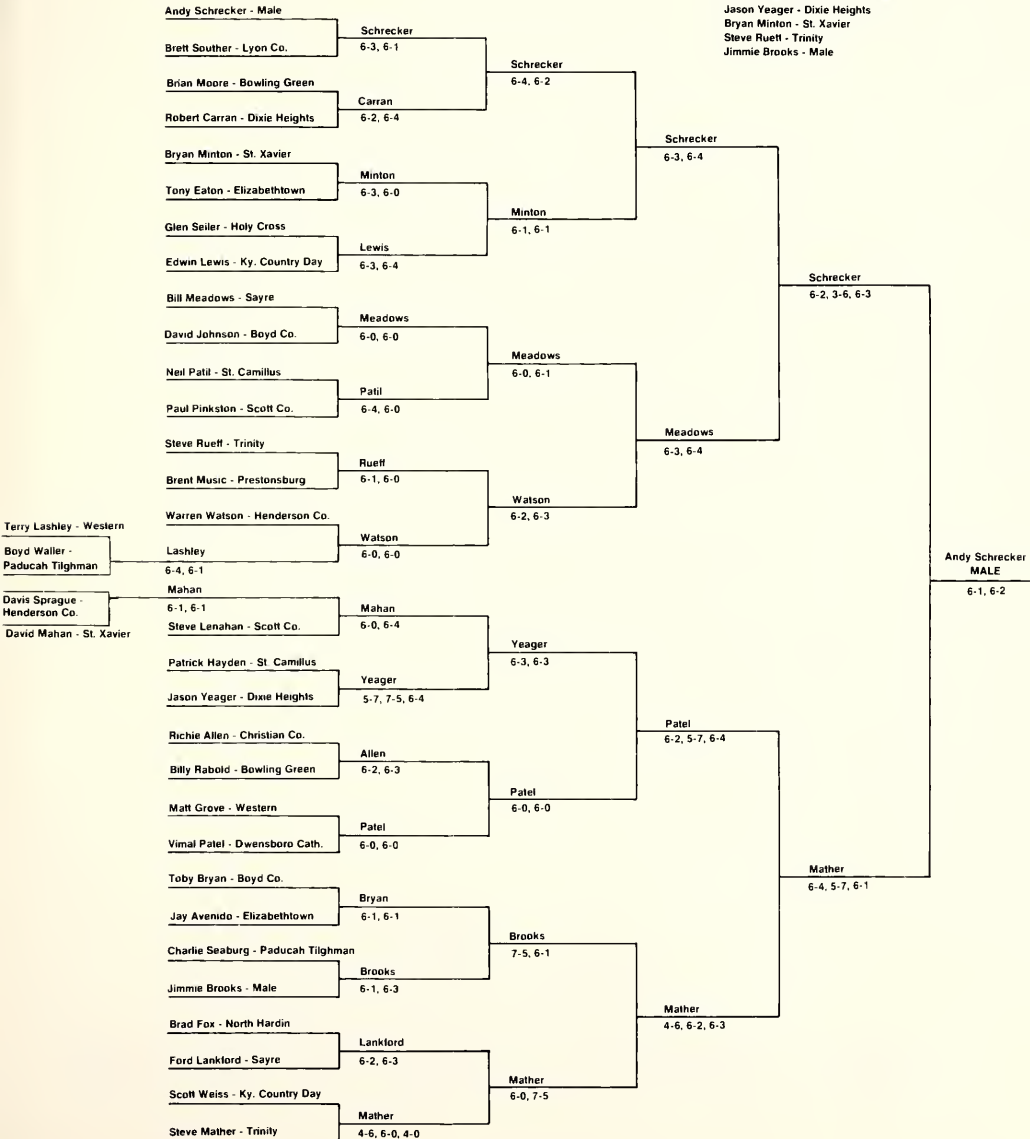 Jason Yeager - Dixie Heights
Bryan Minton - St. Xavier
Steve Rueff - Trinity
Jimmie Brooks - Male
Andy Schrecker - Male
Brett Souther - Lyon Co.
Brian Moore - Bowling Green
Robert Carran - Dixie Heights
Bryan Minton - St. Xavier
Tony Eaton - Elizabethtown
Glen Seiler - Holy Cross
Edwin Lewis - Ky. Country Day
Bill Meadows - Sayre
David Johnson - Boyd Co.
Neil Patil - St. Camillus
Paul Pinkston - Scott Co.
Steve Rueff - Trinity
Brent Music - Prestonsburg
Warren Watson - Henderson Co.
Terry Lashley - Western
Boyd Waller -
Paducah Tilghman
Lashley
6-4, 6-1
Davis Sprague -
Henderson Co.
David Mahan - St. Xavier
Mahan
6-1, 6-1
Steve Lenahan - Scott Co.
Patrick Hayden - St. Camillus
Jason Yeager - Dixie Heights
Richie Allen - Christian Co.
Billy Rabold - Bowling Green
Matt Grove - Western
Vimal Patel - Dwensboro Cath.
Toby Bryan - Boyd Co.
Jay Avenido - Elizabethtown
Charlie Seaburg - Paducah Tilghman
Jimmie Brooks - Male
Brad Fox - North Hardin
Ford Lankford - Sayre
Scott Weiss - Ky. Country Day
Steve Mather - Trinity
Schrecker
6-3, 6-1
Carran
6-2, 6-4
Minton
6-3, 6-0
Lewis
6-3, 6-4
Meadows
6-0, 6-0
Patil
6-4, 6-0
Rueff
6-1, 6-0
Watson
6-0, 6-0
Mahan
6-0, 6-4
Yeager
5-7, 7-5, 6-4
Allen
6-2, 6-3
Patel
6-0, 6-0
Bryan
6-1, 6-1
Brooks
6-1, 6-3
Lankford
6-2, 6-3
Mather
4-6, 6-0, 4-0
Schrecker
6-4, 6-2
Minton
6-1, 6-1
Meadows
6-0, 6-1
Watson
6-2, 6-3
Yeager
6-3, 6-3
Patel
6-0, 6-0
Brooks
7-5, 6-1
Mather
6-0, 7-5
Schrecker
6-3, 6-4
Meadows
6-3, 6-4
Patel
6-2, 5-7, 6-4
Mather
4-6, 6-2, 6-3
Schrecker
6-2, 3-6, 6-3
Mather
6-4, 5-7, 6-1
Andy Schrecker
MALE
6-1, 6-2